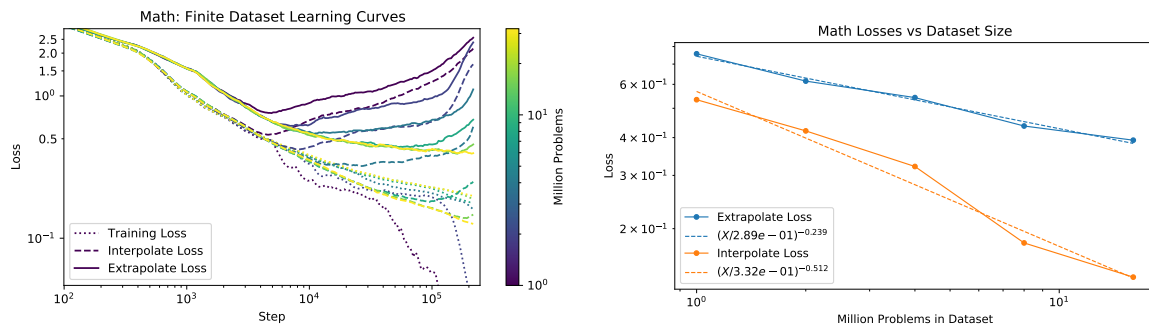 Math: Finite Dataset Learning Curves
2.5
2.0
1.5
10⁰
0.5
10⁻¹
Loss
Training Loss
Interpolate Loss
Extrapolate Loss
10² 10³ 10⁴ 10⁵
Step
10¹
10⁰
Million Problems
Math Losses vs Dataset Size
6 × 10⁻¹
4 × 10⁻¹
3 × 10⁻¹
2 × 10⁻¹
Loss
Extrapolate Loss
(X/2.89e − 01)⁻⁰·²³⁹
Interpolate Loss
(X/3.32e − 01)⁻⁰·⁵¹²
10⁰ 10¹
Million Problems in Dataset